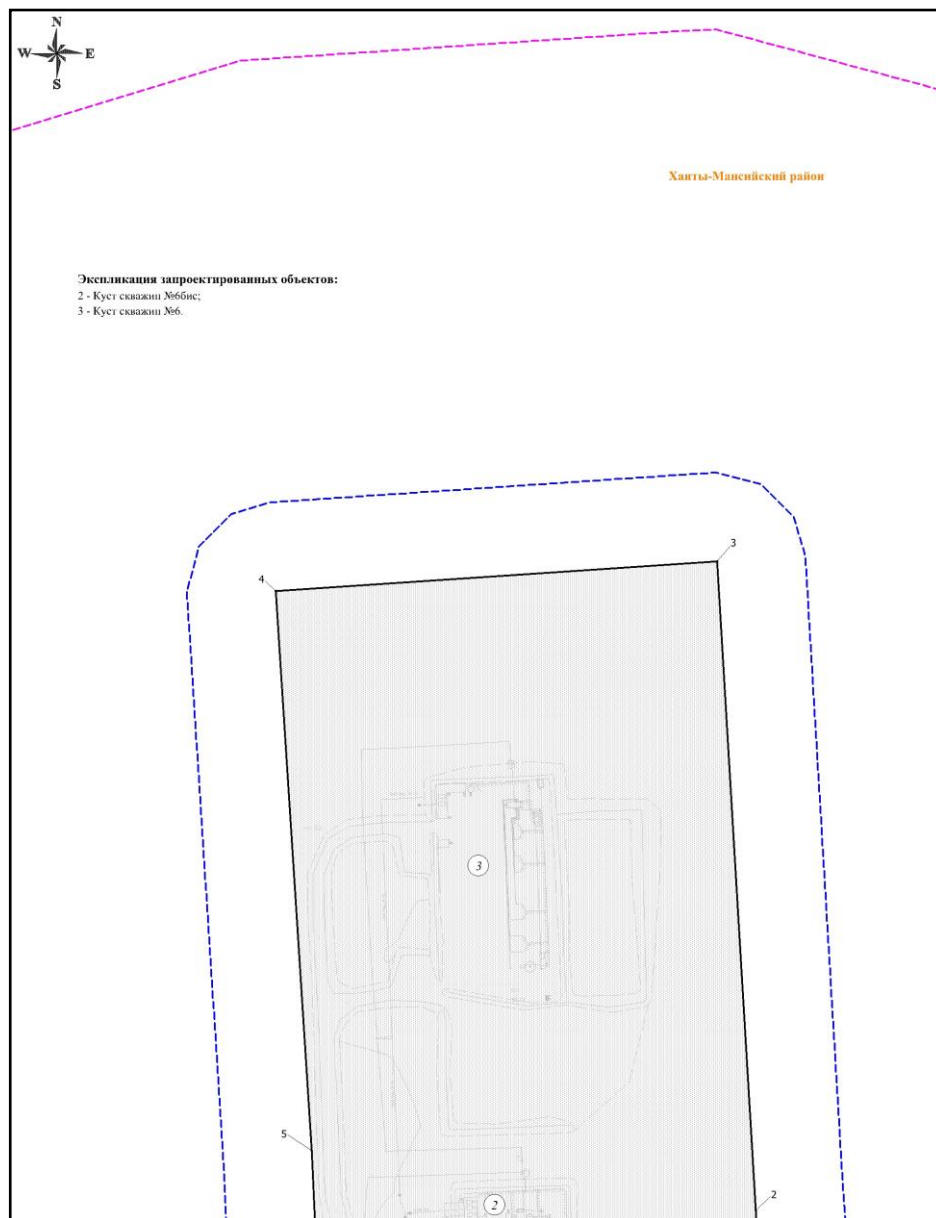 N
W E
S
Ханты-Мансийский район
Экспликация запроектированных объектов:
2 - Куст скважин №6бис;
3 - Куст скважин №6.
3
4
3
5
2
2